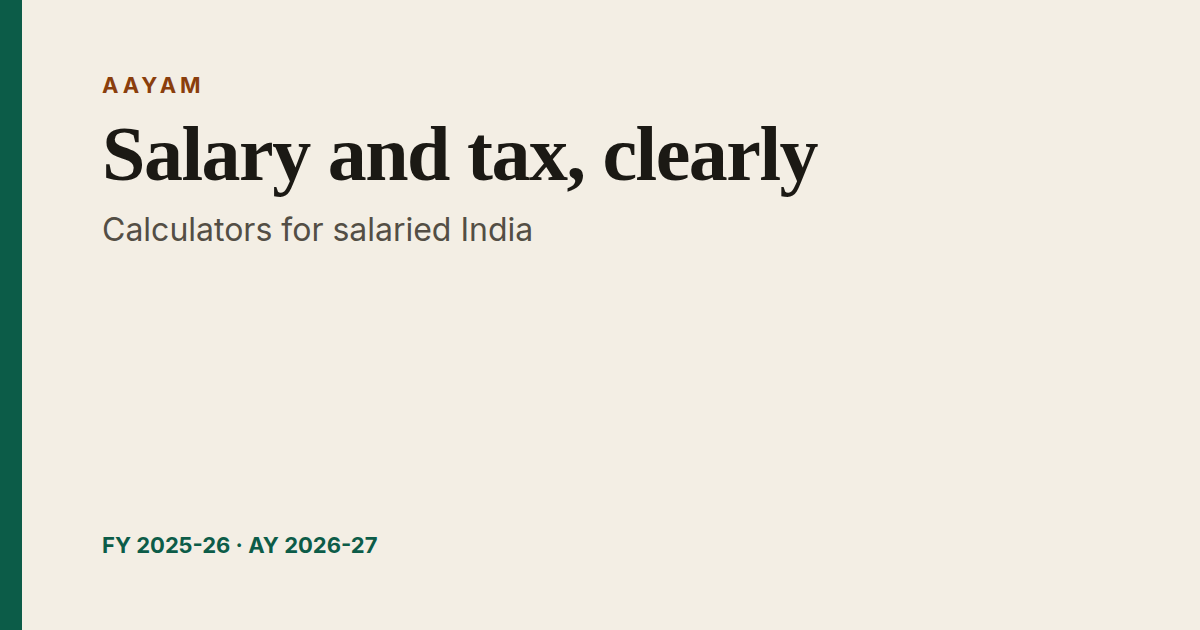 AAYAM
Salary and tax, clearly
Calculators for salaried India
FY 2025-26 · AY 2026-27